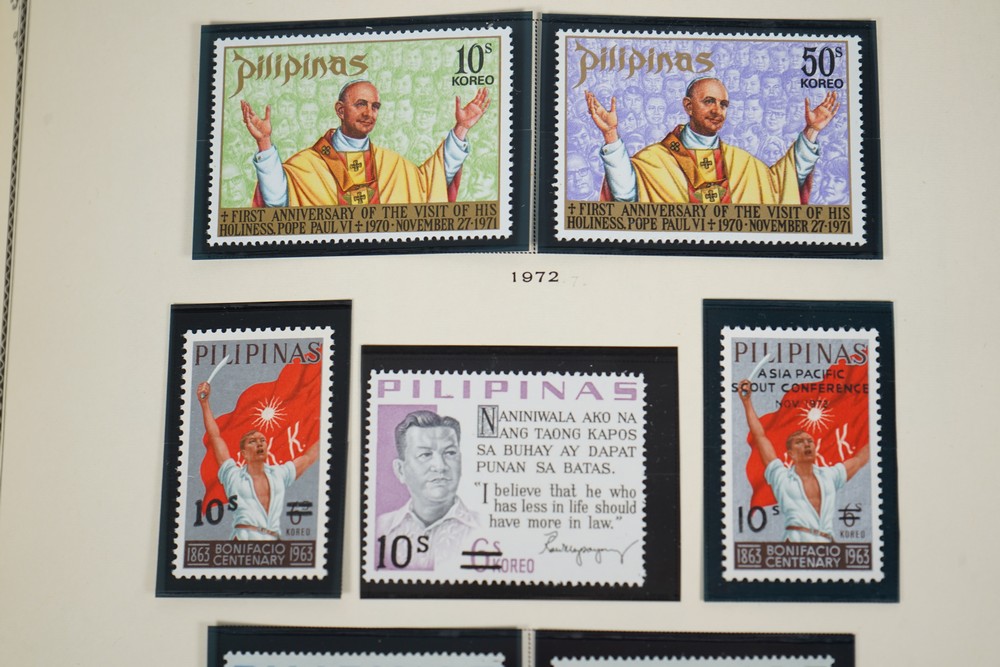 Pilipinas
10s
KOREO
✝ FIRST ANNIVERSARY OF THE VISIT OF HIS
HOLINESS, POPE PAUL VI ✝ 1970 · NOVEMBER 27 · 1971
Pilipinas
50s
KOREO
✝ FIRST ANNIVERSARY OF THE VISIT OF HIS
HOLINESS, POPE PAUL VI ✝ 1970 · NOVEMBER 27 · 1971
1972
PILIPINAS
K.
10s
6s
KOREO
1863 BONIFACIO 1963
CENTENARY
PILIPINAS
NANINIWALA AKO NA
ANG TAONG KAPOS
SA BUHAY AY DAPAT
PUNAN SA BATAS.
"I believe that he who
has less in life should
have more in law."
10s
6s
KOREO
PILIPINAS
ASIA PACIFIC
SCOUT CONFERENCE
NOV. 1972
K.
10s
6s
KOREO
1863 BONIFACIO 1963
CENTENARY